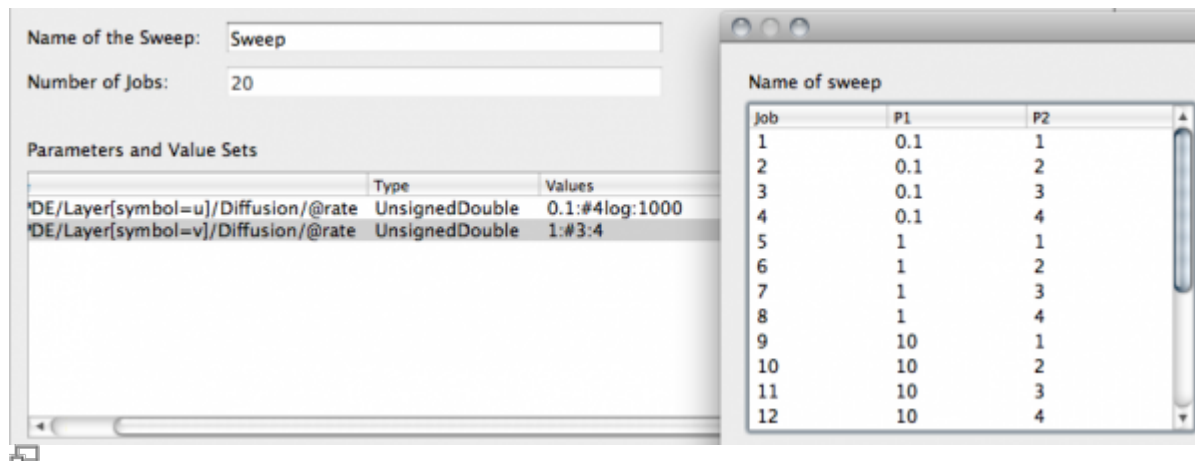 Name of the Sweep: Sweep
Number of Jobs: 20
Parameters and Value Sets
Type Values
DE/Layer[symbol=u]/Diffusion/@rate UnsignedDouble 0.1:#4log:1000
DE/Layer[symbol=v]/Diffusion/@rate UnsignedDouble 1:#3:4
Name of sweep
Job P1 P2
1 0.1 1
2 0.1 2
3 0.1 3
4 0.1 4
5 1 1
6 1 2
7 1 3
8 1 4
9 10 1
10 10 2
11 10 3
12 10 4